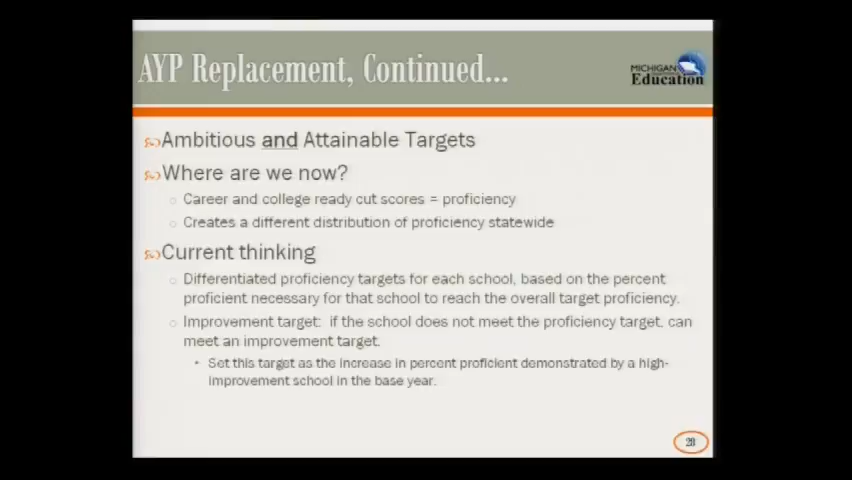 AYP Replacement, Continued...
MICHIGAN
Education
Ambitious and Attainable Targets
Where are we now?
Career and college ready cut scores = proficiency
Creates a different distribution of proficiency statewide
Current thinking
Differentiated proficiency targets for each school, based on the percent
proficient necessary for that school to reach the overall target proficiency.
Improvement target:  if the school does not meet the proficiency target, can
meet an improvement target.
Set this target as the increase in percent proficient demonstrated by a high-
improvement school in the base year.
28